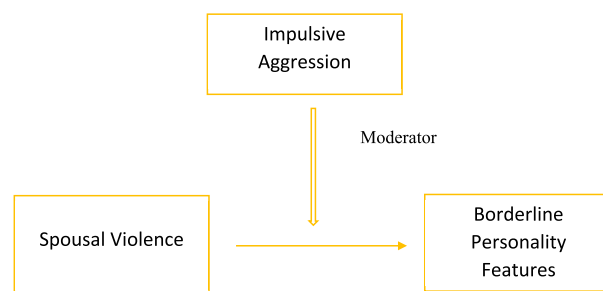 Impulsive
Aggression
Moderator
Spousal Violence
Borderline
Personality
Features